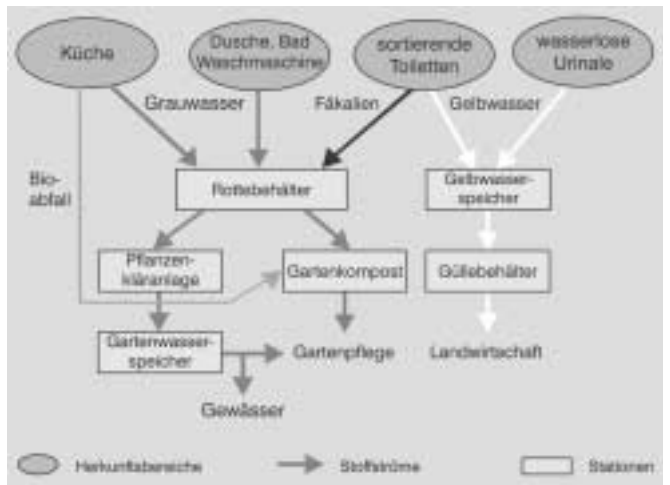 Küche
Dusche, Bad
Waschmaschine
sortierende
Toiletten
wasserlose
Urinale
Grauwasser
Fäkalien
Gelbwasser
Bio-
abfall
Rottebehälter
Gelbwasser-
speicher
Pflanzen-
kläranlage
Gartenkompost
Güllebehälter
Gartenwasser-
speicher
Gartenpflege
Landwirtschaft
Gewässer
Herkunftsbereiche
Stoffströme
Stationen